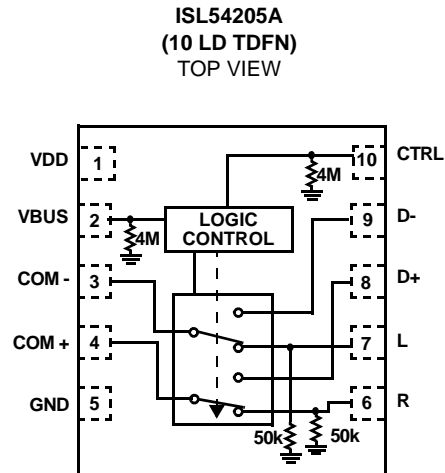 ISL54205A
(10 LD TDFN)
TOP VIEW
VDD 1
10 CTRL
4M
VBUS 2
4M
LOGIC
CONTROL
9 D-
COM - 3
8 D+
COM + 4
7 L
GND 5
6 R
50k 50k